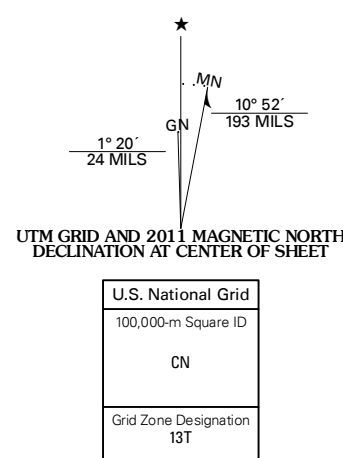 ★
MN
GN
1° 20´
24 MILS
10° 52´
193 MILS
UTM GRID AND 2011 MAGNETIC NORTH
DECLINATION AT CENTER OF SHEET
U.S. National Grid
100,000-m Square ID
CN
Grid Zone Designation
13T